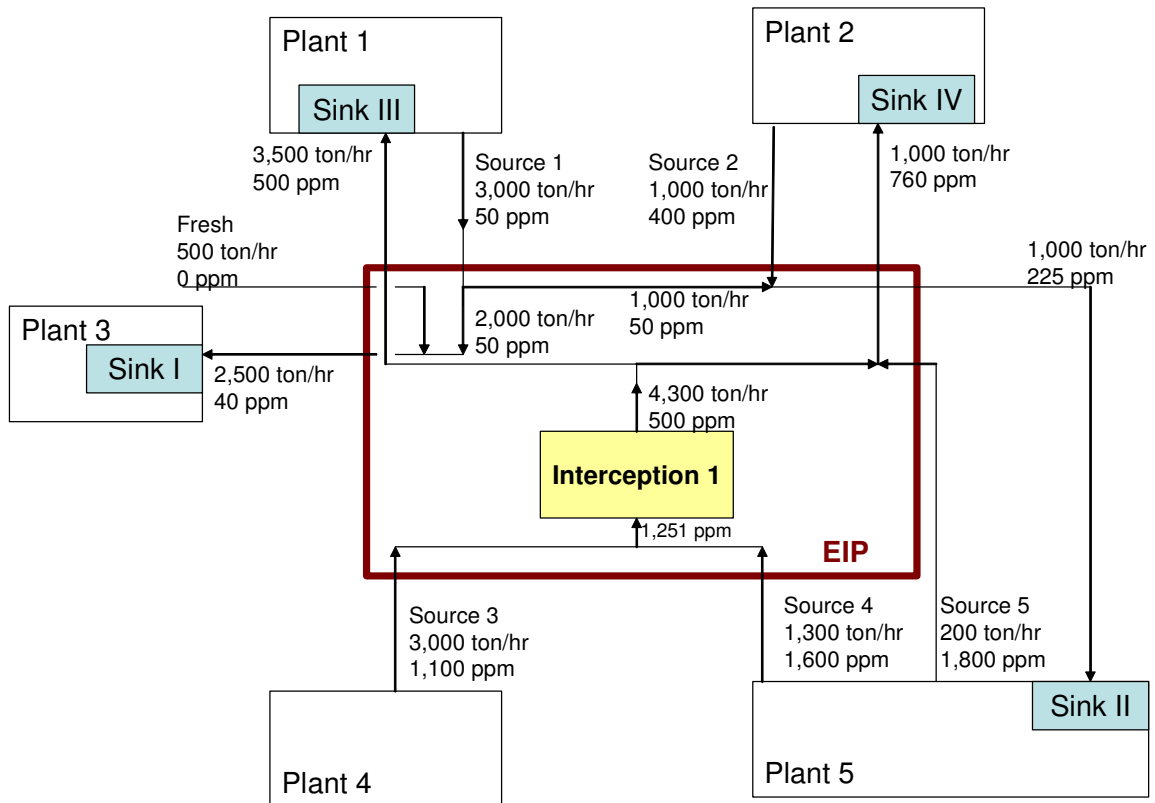 Plant 1
Sink III
3,500 ton/hr
500 ppm
Source 1
3,000 ton/hr
50 ppm
Plant 2
Sink IV
Source 2
1,000 ton/hr
400 ppm
1,000 ton/hr
760 ppm
Fresh
500 ton/hr
0 ppm
1,000 ton/hr
225 ppm
Plant 3
Sink I
2,500 ton/hr
40 ppm
2,000 ton/hr
50 ppm
1,000 ton/hr
50 ppm
4,300 ton/hr
500 ppm
Interception 1
1,251 ppm
EIP
Source 3
3,000 ton/hr
1,100 ppm
Source 4
1,300 ton/hr
1,600 ppm
Source 5
200 ton/hr
1,800 ppm
Plant 4
Sink II
Plant 5